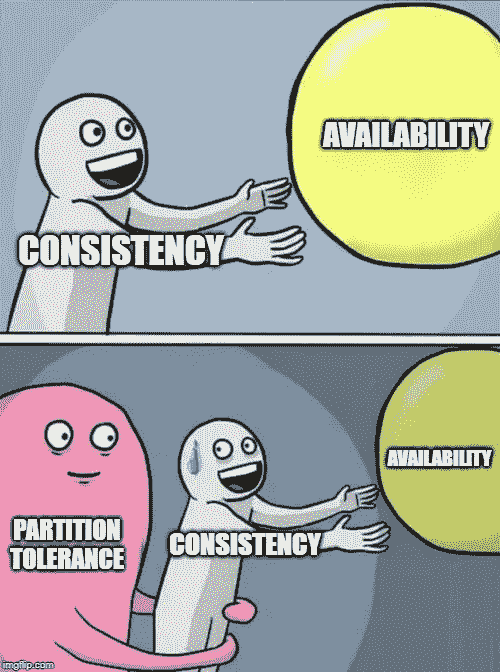 AVAILABILITY
CONSISTENCY
AVAILABILITY
PARTITION
TOLERANCE
CONSISTENCY
imgflip.com